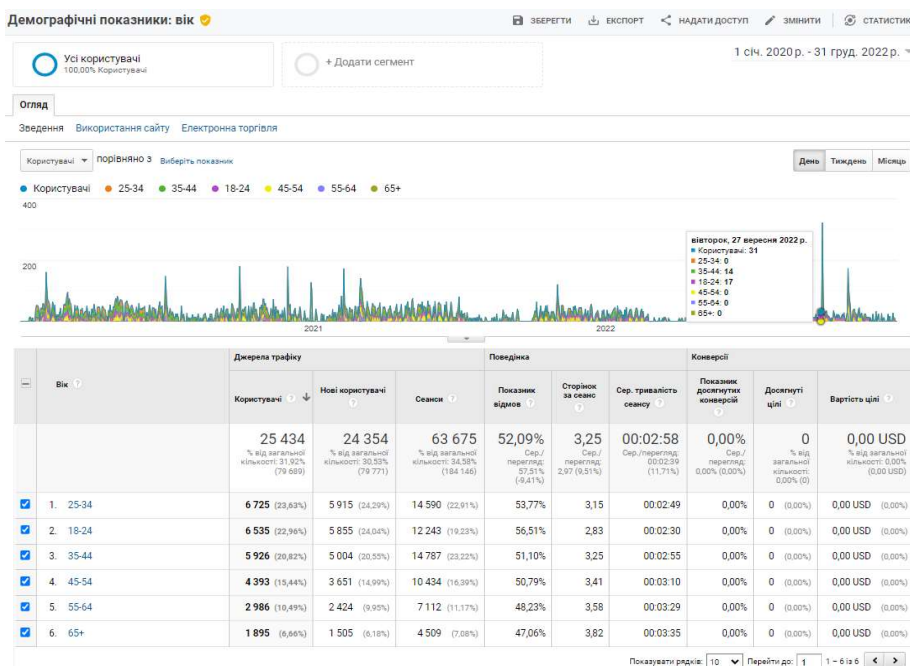 Демографічні показники: вік
ЗБЕРЕГТИ ЕКСПОРТ НАДАТИ ДОСТУП ЗМІНИТИ СТАТИСТИК
Усі користувачі
100,00% Користувачі
+ Додати сегмент
1 січ. 2020 р. - 31 груд. 2022 р.
Огляд
Зведення Використання сайту Електронна торгівля
Користувачі порівняно з Виберіть показник
День Тиждень Місяць
Користувачі 25-34 35-44 18-24 45-54 55-64 65+
400
200
вівторок, 27 вересня 2022 р.
Користувачі: 31
25-34: 0
35-44: 14
18-24: 17
45-54: 0
55-64: 0
65+: 0
2021 2022
Вік
Джерела трафіку Поведінка Конверсії
Користувачі Нові користувачі Сеанси Показник відмов Сторінок за сеанс Сер. тривалість сеансу Показник досягнутих конверсій Досягнуті цілі Вартість цілі
25 434 24 354 63 675 52,09% 3,25 00:02:58 0,00% 0 0,00 USD
% від загальної кількості: 31,92% (79 689)
% від загальної кількості: 30,53% (79 771)
% від загальної кількості: 34,58% (184 146)
Сер./перегляд: 57,51% (-9,41%)
Сер./перегляд: 2,97 (9,51%)
Сер./перегляд: 00:02:39 (11,71%)
Сер./перегляд: 0,00% (0,00%)
% від загальної кількості: 0,00% (0)
% від загальної кількості: 0,00% (0,00 USD)
1. 25-34 6 725 (23,63%) 5 915 (24,29%) 14 590 (22,91%) 53,77% 3,15 00:02:49 0,00% 0 (0,00%) 0,00 USD (0,00%)
2. 18-24 6 535 (22,96%) 5 855 (24,04%) 12 243 (19,23%) 56,51% 2,83 00:02:30 0,00% 0 (0,00%) 0,00 USD (0,00%)
3. 35-44 5 926 (20,82%) 5 004 (20,55%) 14 787 (23,22%) 51,10% 3,25 00:02:55 0,00% 0 (0,00%) 0,00 USD (0,00%)
4. 45-54 4 393 (15,44%) 3 651 (14,99%) 10 434 (16,39%) 50,79% 3,41 00:03:10 0,00% 0 (0,00%) 0,00 USD (0,00%)
5. 55-64 2 986 (10,49%) 2 424 (9,95%) 7 112 (11,17%) 48,23% 3,58 00:03:29 0,00% 0 (0,00%) 0,00 USD (0,00%)
6. 65+ 1 895 (6,66%) 1 505 (6,18%) 4 509 (7,08%) 47,06% 3,82 00:03:35 0,00% 0 (0,00%) 0,00 USD (0,00%)
Показувати рядків: 10 Перейти до: 1 1 – 6 із 6